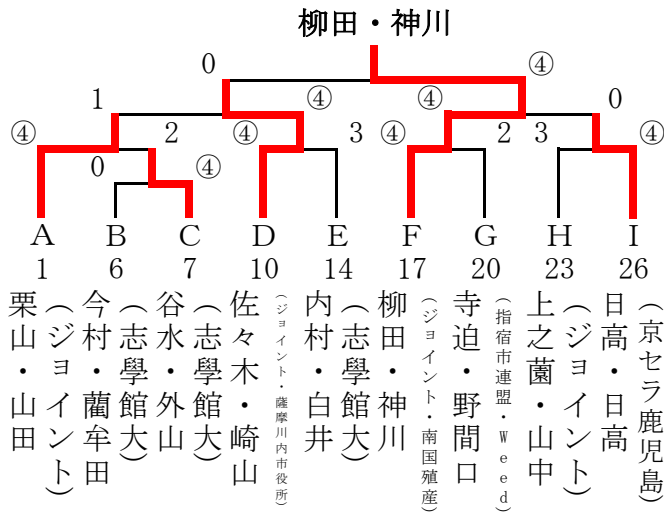 柳田・神川
0 ④
1 ④ ④ 0
④ 2 ④ 3 ④ 2 3 ④
0 ④
A B C D E F G H I
1 6 7 10 14 17 20 23 26
栗山・山田
(ジョイント)
今村・藺牟田
(志學館大)
谷水・外山
(志學館大)
佐々木・崎山
(ジョイント・薩摩川内市役所)
内村・白井
(志學館大)
柳田・神川
(ジョイント・南国殖産)
寺迫・野間口
(指宿市連盟・Weed)
上之薗・山中
(ジョイント)
日高・日高
(京セラ鹿児島)